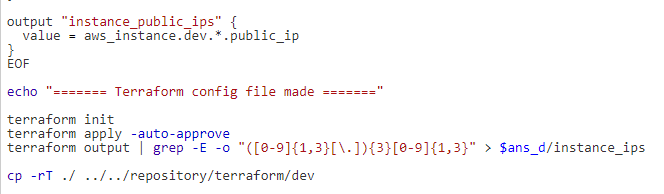 output "instance_public_ips" {
  value = aws_instance.dev.*.public_ip
}
EOF
echo "======= Terraform config file made ======="
terraform init
terraform apply -auto-approve
terraform output | grep -E -o "([0-9]{1,3}[\.]){3}[0-9]{1,3}" > $ans_d/instance_ips
cp -rT ./ ../../repository/terraform/dev